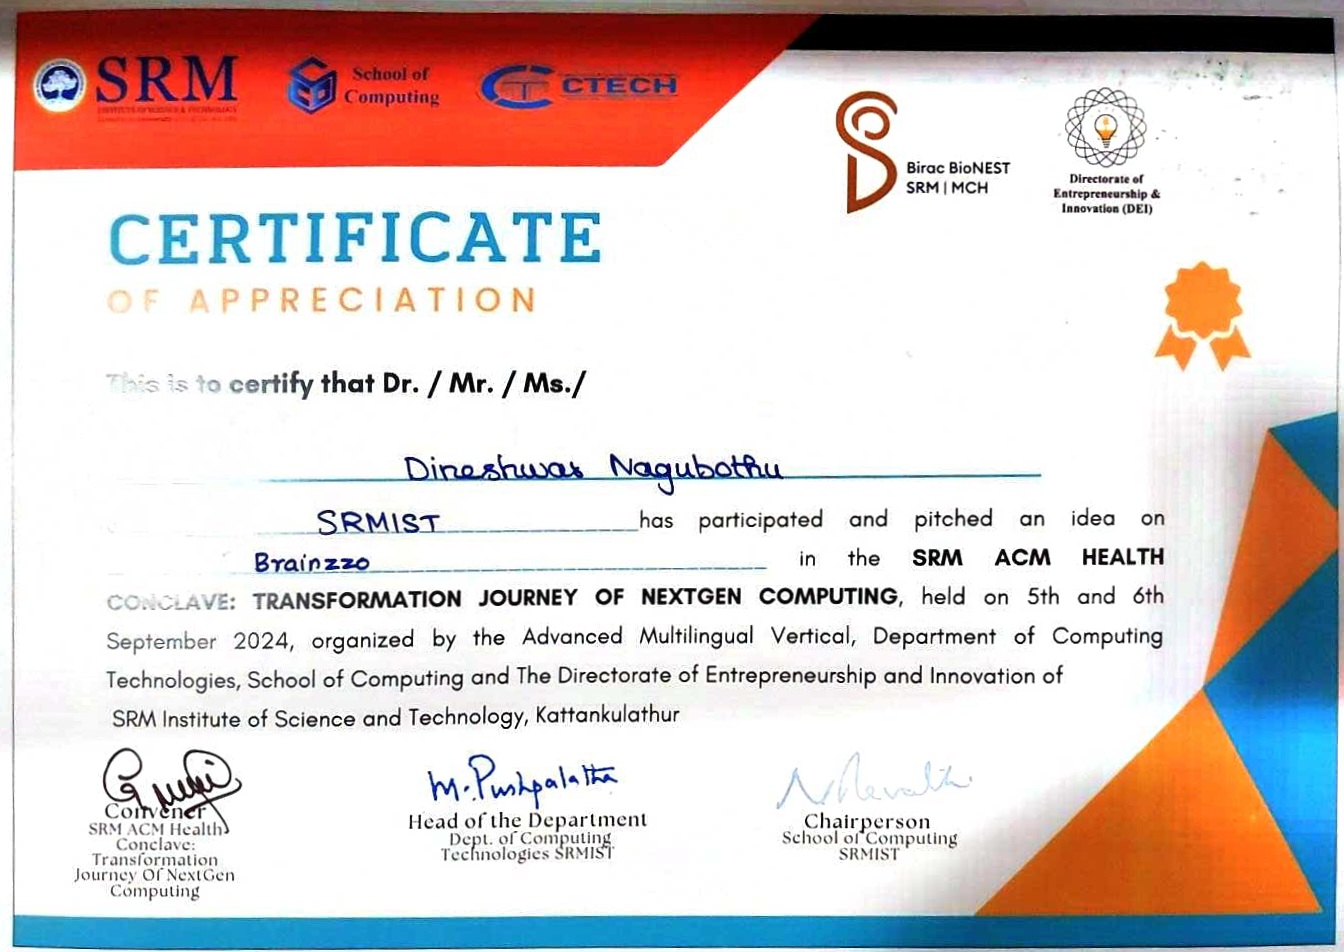 SRM
INSTITUTE OF SCIENCE & TECHNOLOGY
School of
Computing
CTECH
Birac BioNEST
SRM | MCH
Directorate of
Entrepreneurship &
Innovation (DEI)
CERTIFICATE
OF APPRECIATION
This is to certify that Dr. / Mr. / Ms./
Dineshwar Nagubothu
SRMIST has participated and pitched an idea on
Brainzzo in the SRM ACM HEALTH
CONCLAVE: TRANSFORMATION JOURNEY OF NEXTGEN COMPUTING, held on 5th and 6th
September 2024, organized by the Advanced Multilingual Vertical, Department of Computing
Technologies, School of Computing and The Directorate of Entrepreneurship and Innovation of
SRM Institute of Science and Technology, Kattankulathur
M. Pushpalatha
Convener
SRM ACM Health
Conclave:
Transformation
Journey Of NextGen
Computing
Head of the Department
Dept. of Computing
Technologies SRMIST
Chairperson
School of Computing
SRMIST